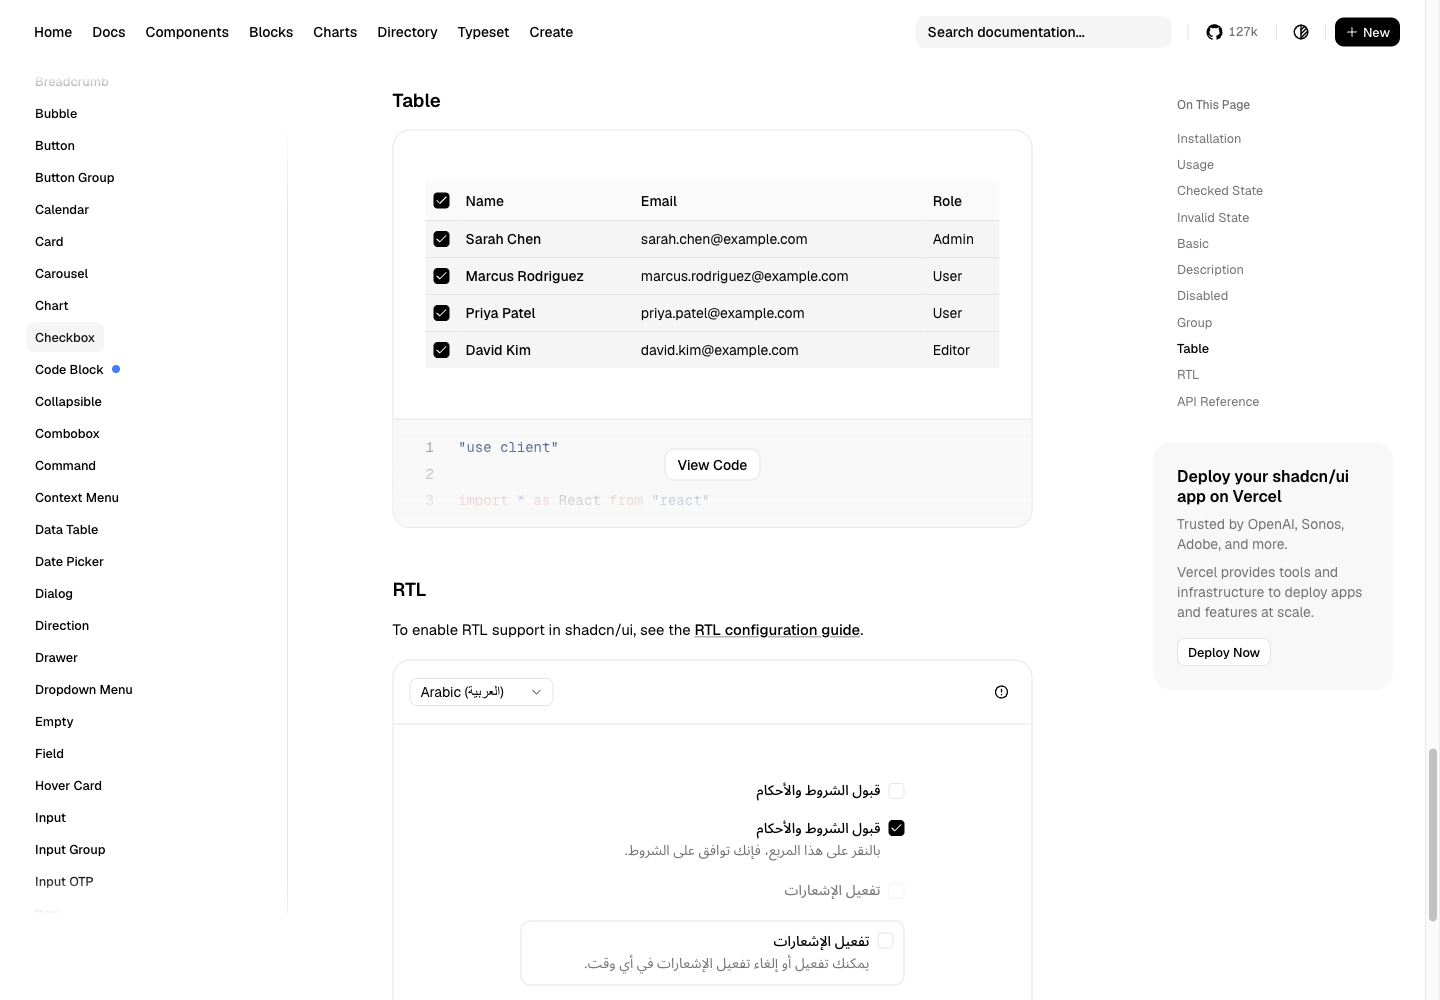 Home Docs Components Blocks Charts Directory Typeset Create
Search documentation...
127k
New
Breadcrumb
Bubble
Button
Button Group
Calendar
Card
Carousel
Chart
Checkbox
Code Block
Collapsible
Combobox
Command
Context Menu
Data Table
Date Picker
Dialog
Direction
Drawer
Dropdown Menu
Empty
Field
Hover Card
Input
Input Group
Input OTP
Table
Name Email Role
Sarah Chen sarah.chen@example.com Admin
Marcus Rodriguez marcus.rodriguez@example.com User
Priya Patel priya.patel@example.com User
David Kim david.kim@example.com Editor
1 "use client"
2
3 import * as React from "react"
View Code
RTL
To enable RTL support in shadcn/ui, see the RTL configuration guide.
Arabic (العربية)
قبول الشروط والأحكام
قبول الشروط والأحكام
بالنقر على هذا المربع، فإنك توافق على الشروط.
تفعيل الإشعارات
تفعيل الإشعارات
يمكنك تفعيل أو إلغاء تفعيل الإشعارات في أي وقت.
On This Page
Installation
Usage
Checked State
Invalid State
Basic
Description
Disabled
Group
Table
RTL
API Reference
Deploy your shadcn/ui
app on Vercel
Trusted by OpenAI, Sonos,
Adobe, and more.
Vercel provides tools and
infrastructure to deploy apps
and features at scale.
Deploy Now